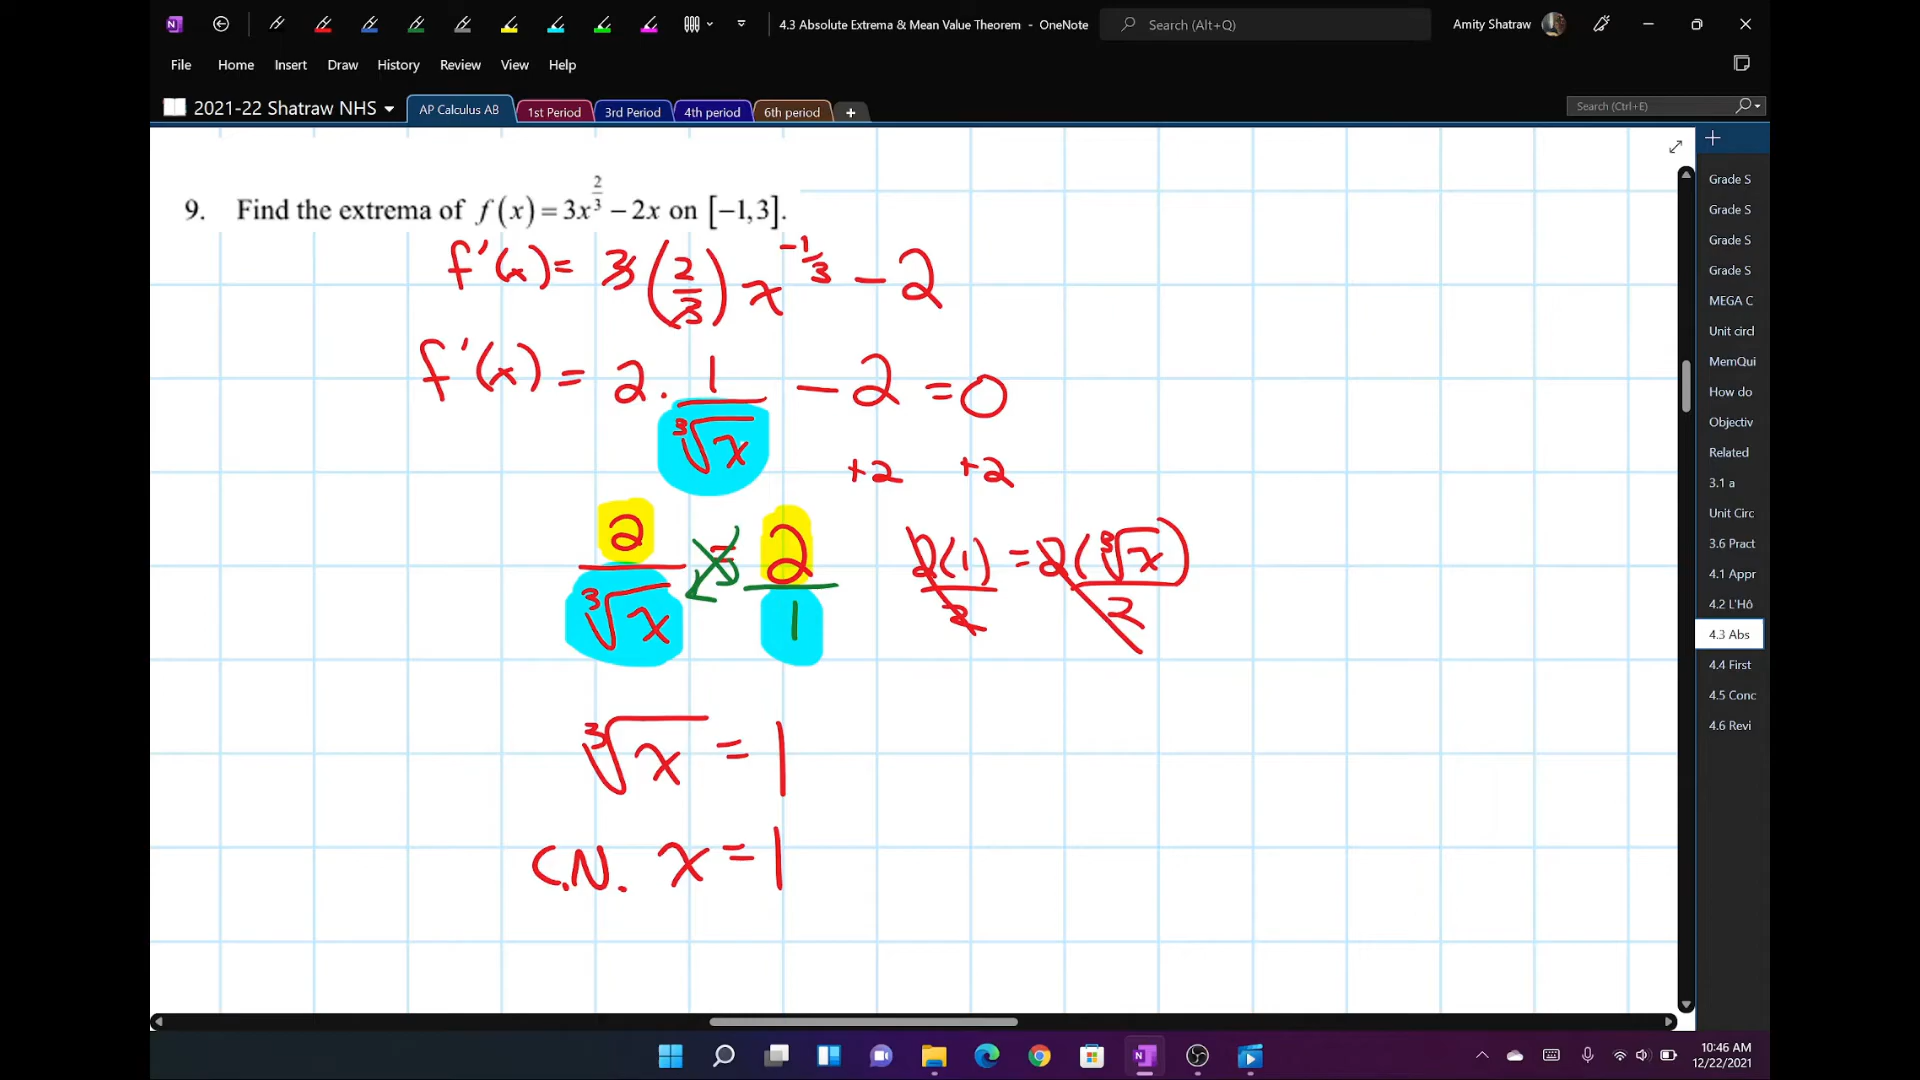 4.3 Absolute Extrema & Mean Value Theorem - OneNote
Search (Alt+Q)
Amity Shatraw
File Home Insert Draw History Review View Help
2021-22 Shatraw NHS
AP Calculus AB
1st Period
3rd Period
4th period
6th period
Search (Ctrl+E)
9. Find the extrema of f(x)=3x^(2/3) − 2x on [−1,3].
f'(x) = 3(2/3)x^(-1/3) − 2
f'(x) = 2 · 1/∛x − 2 = 0
+2 +2
2/∛x = 2/1
2(1)/2 = 2(∛x)/2
∛x = 1
C.N. x = 1
Grade S
Grade S
Grade S
Grade S
MEGA C
Unit circl
MemQui
How do
Objectiv
Related
3.1 a
Unit Circ
3.6 Pract
4.1 Appr
4.2 L'Hô
4.3 Abs
4.4 First
4.5 Conc
4.6 Revi
10:46 AM
12/22/2021